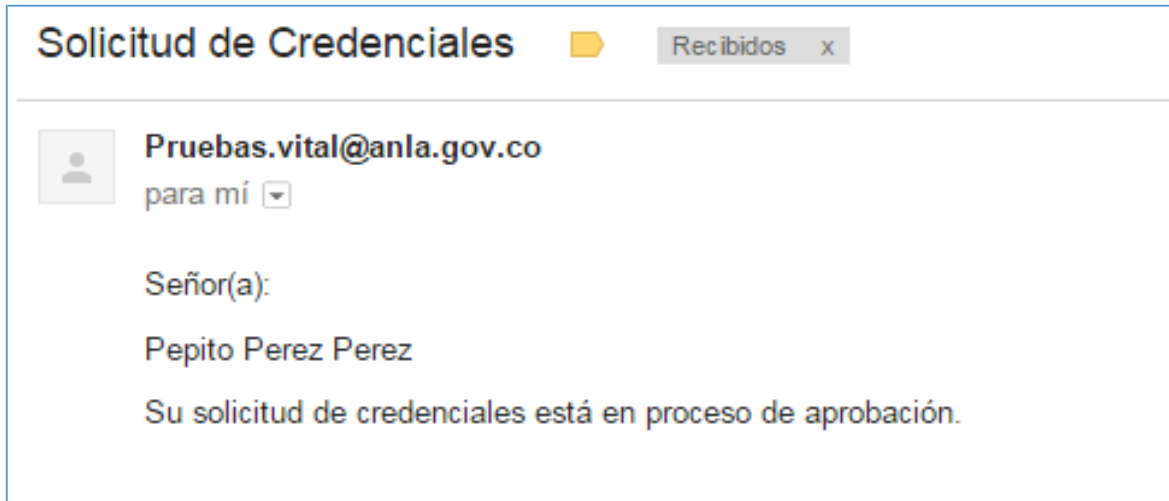 Solicitud de Credenciales Recibidos x
Pruebas.vital@anla.gov.co
para mí
Señor(a):
Pepito Perez Perez
Su solicitud de credenciales está en proceso de aprobación.